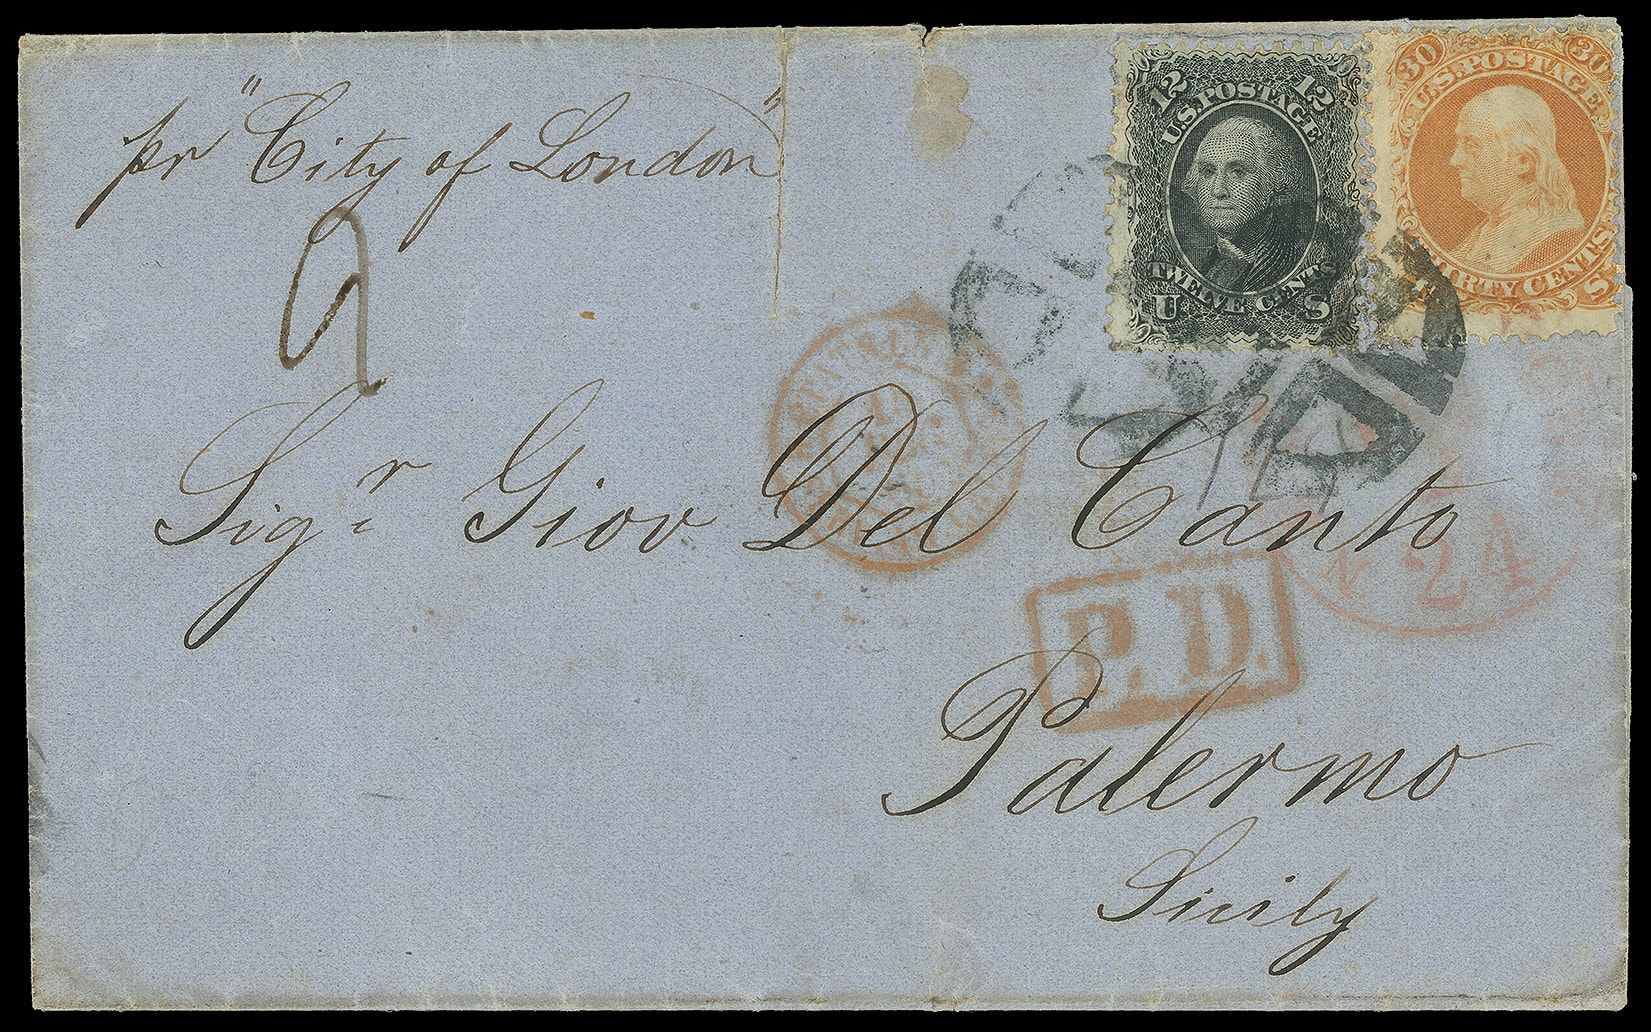 pr "City of London"
12 12
U.S. POSTAGE
TWELVE CENTS
U S
30 30
U.S. POSTAGE
THIRTY CENTS
S
Sigr Giov Del Canto
24
P.D.
Palermo
Sicily